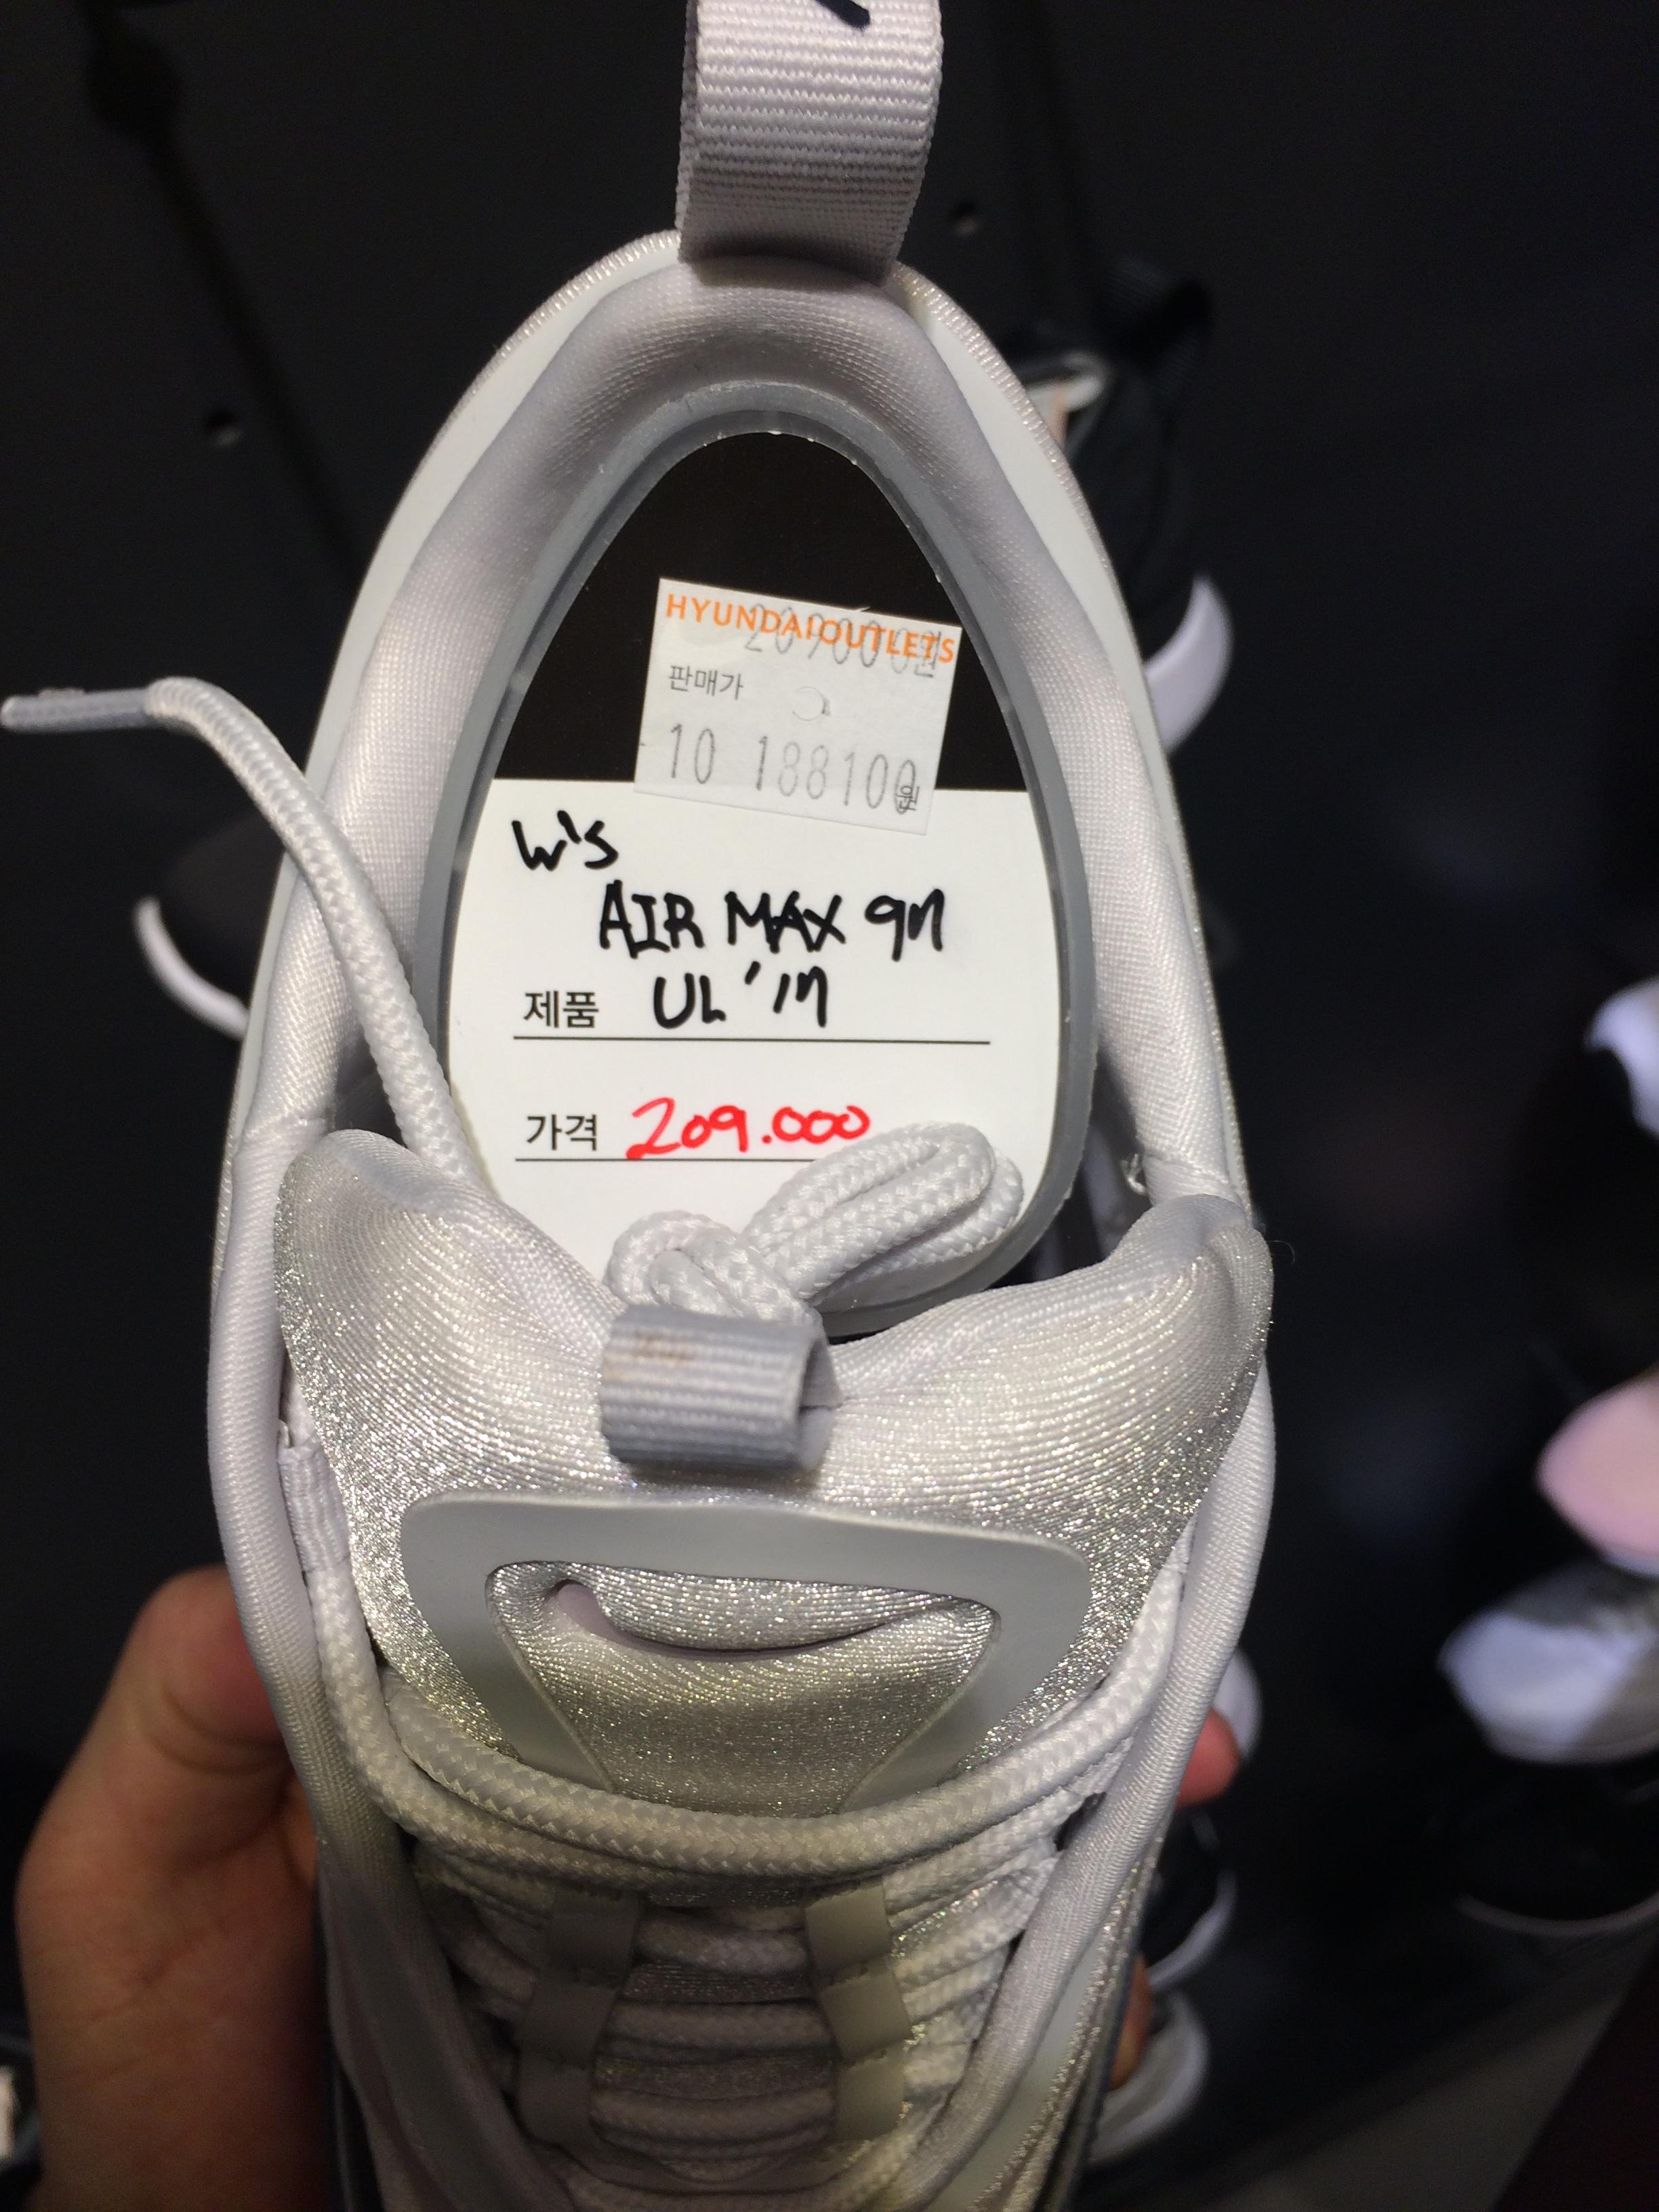 HYUNDAI OUTLETS
209000원
판매가
10 188100원
W's
AIR MAX 97
제품 UL '17
가격 209.000